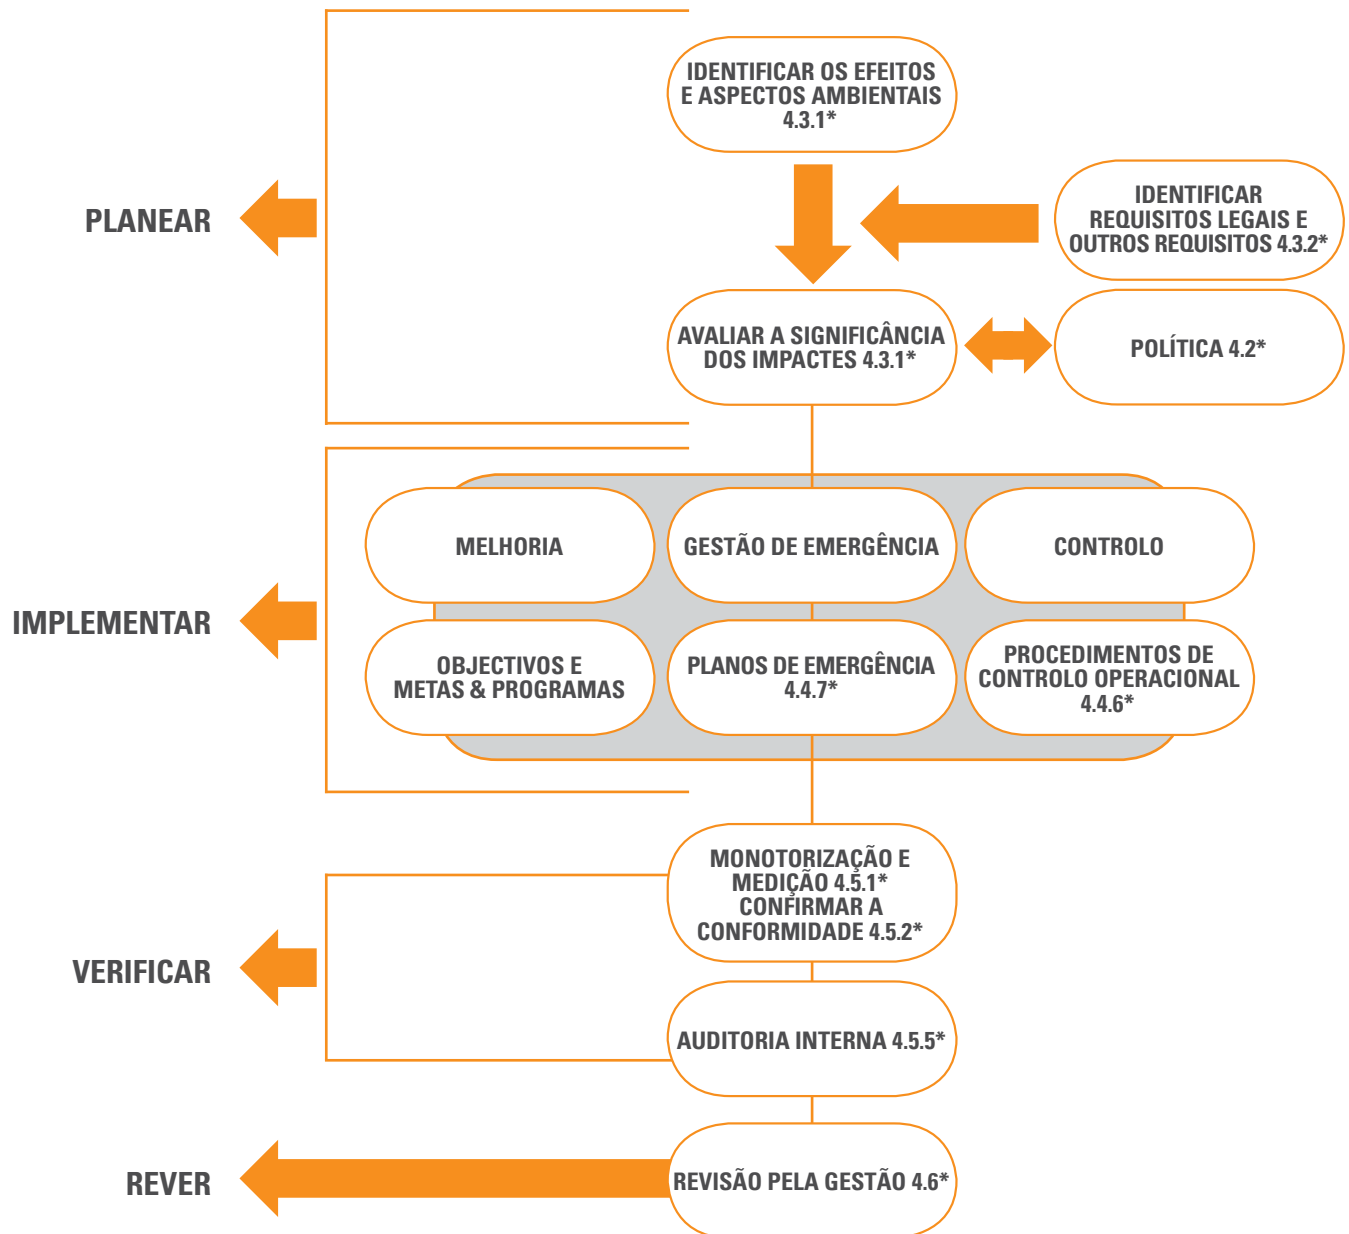 IDENTIFICAR OS EFEITOS
E ASPECTOS AMBIENTAIS
4.3.1*
PLANEAR
IDENTIFICAR
REQUISITOS LEGAIS E
OUTROS REQUISITOS 4.3.2*
AVALIAR A SIGNIFICÂNCIA
DOS IMPACTES 4.3.1*
POLÍTICA 4.2*
IMPLEMENTAR
MELHORIA
GESTÃO DE EMERGÊNCIA
CONTROLO
OBJECTIVOS E
METAS & PROGRAMAS
PLANOS DE EMERGÊNCIA
4.4.7*
PROCEDIMENTOS DE
CONTROLO OPERACIONAL
4.4.6*
VERIFICAR
MONOTORIZAÇÃO E
MEDIÇÃO 4.5.1*
CONFIRMAR A
CONFORMIDADE 4.5.2*
AUDITORIA INTERNA 4.5.5*
REVER
REVISÃO PELA GESTÃO 4.6*